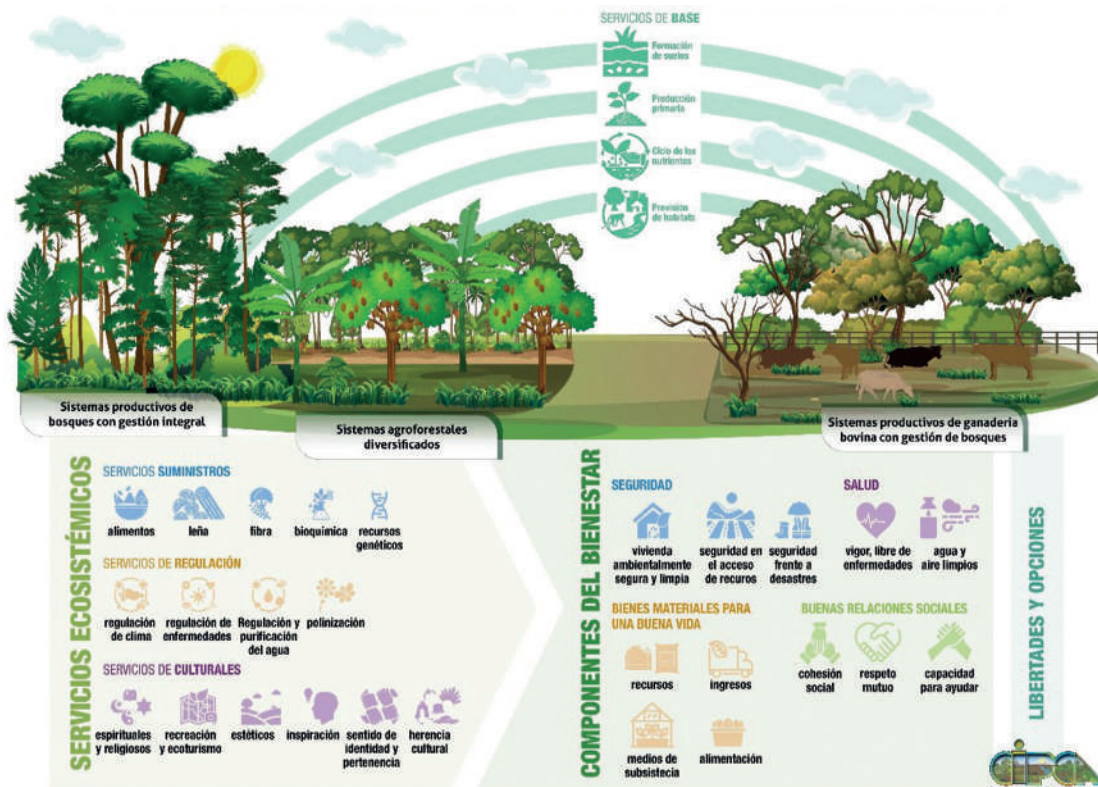 SERVICIOS DE BASE
Formación
de suelos
Producción
primaria
Ciclo de los
nutrientes
Provisión
de habitats
Sistemas productivos de
bosques con gestión integral
Sistemas agroforestales
diversificados
Sistemas productivos de ganadería
bovina con gestión de bosques
SERVICIOS ECOSISTÉMICOS
SERVICIOS SUMINISTROS
alimentos
leña
fibra
bioquímica
recursos
genéticos
SERVICIOS DE REGULACIÓN
regulación
de clima
regulación de
enfermedades
Regulación y
purificación
del agua
polinización
SERVICIOS DE CULTURALES
espirituales
y religiosos
recreación
y ecoturismo
estéticos
inspiración
sentido de
identidad y
pertenencia
herencia
cultural
COMPONENTES DEL BIENESTAR
SEGURIDAD
vivienda
ambientalmente
segura y limpia
seguridad en
el acceso
de recuros
seguridad
frente a
desastres
SALUD
vigor, libre de
enfermedades
agua y
aire limpios
BIENES MATERIALES PARA
UNA BUENA VIDA
recursos
ingresos
medios de
subsistecia
alimentación
BUENAS RELACIONES SOCIALES
cohesión
social
respeto
mutuo
capacidad
para ayudar
LIBERTADES Y OPCIONES
cifa